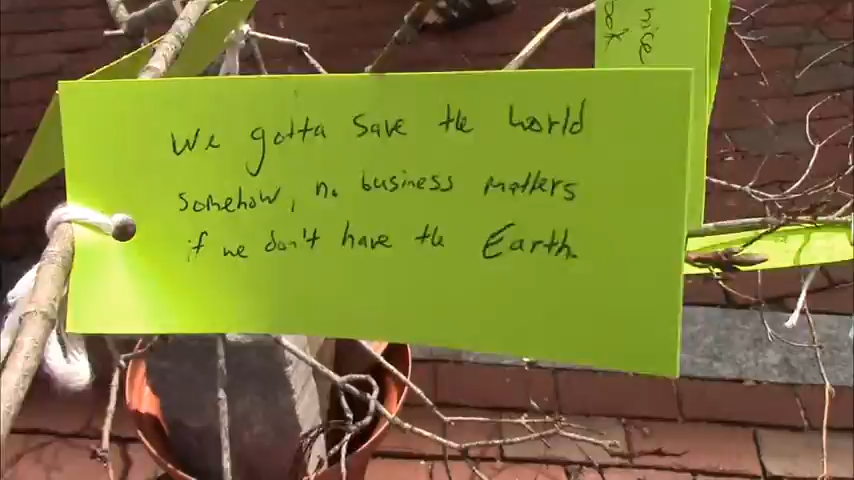 We gotta save the world
somehow, no business matters
if we don't have the Earth.